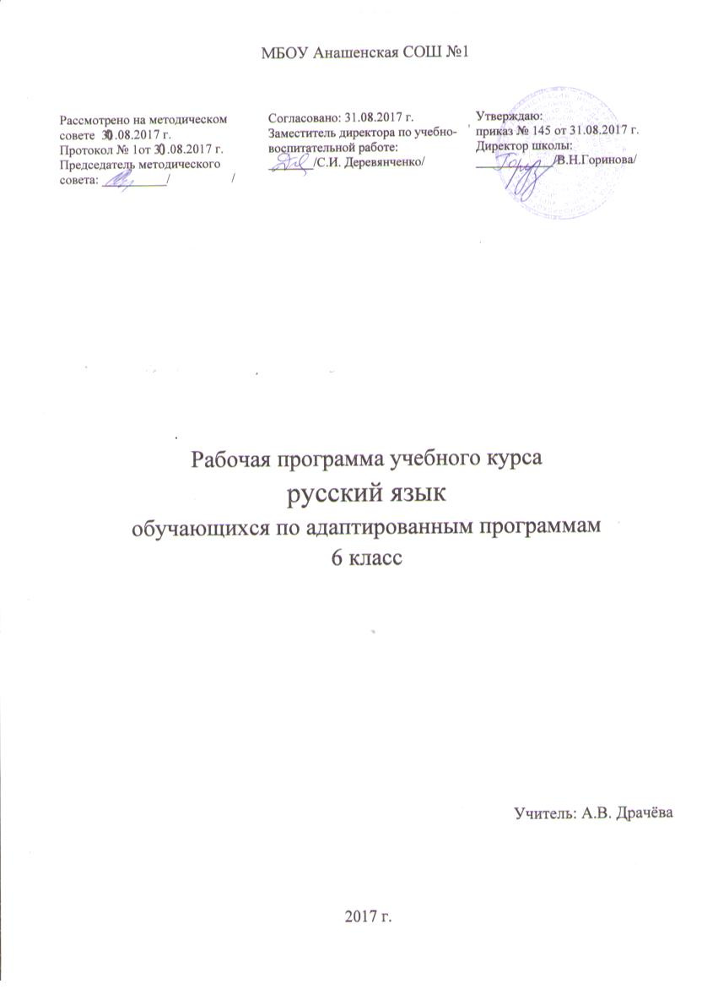 МБОУ Анашенская СОШ №1
Рассмотрено на методическом
совете 30.08.2017 г.
Протокол № 1от 30.08.2017 г.
Председатель методического
совета: ___________/ /
Согласовано: 31.08.2017 г.
Заместитель директора по учебно-
воспитательной работе:
_______/С.И. Деревянченко/
Утверждаю:
приказ № 145 от 31.08.2017 г.
Директор школы:
_____________/В.Н.Горинова/
Рабочая программа учебного курса
русский язык
обучающихся по адаптированным программам
6 класс
Учитель: А.В. Драчёва
2017 г.